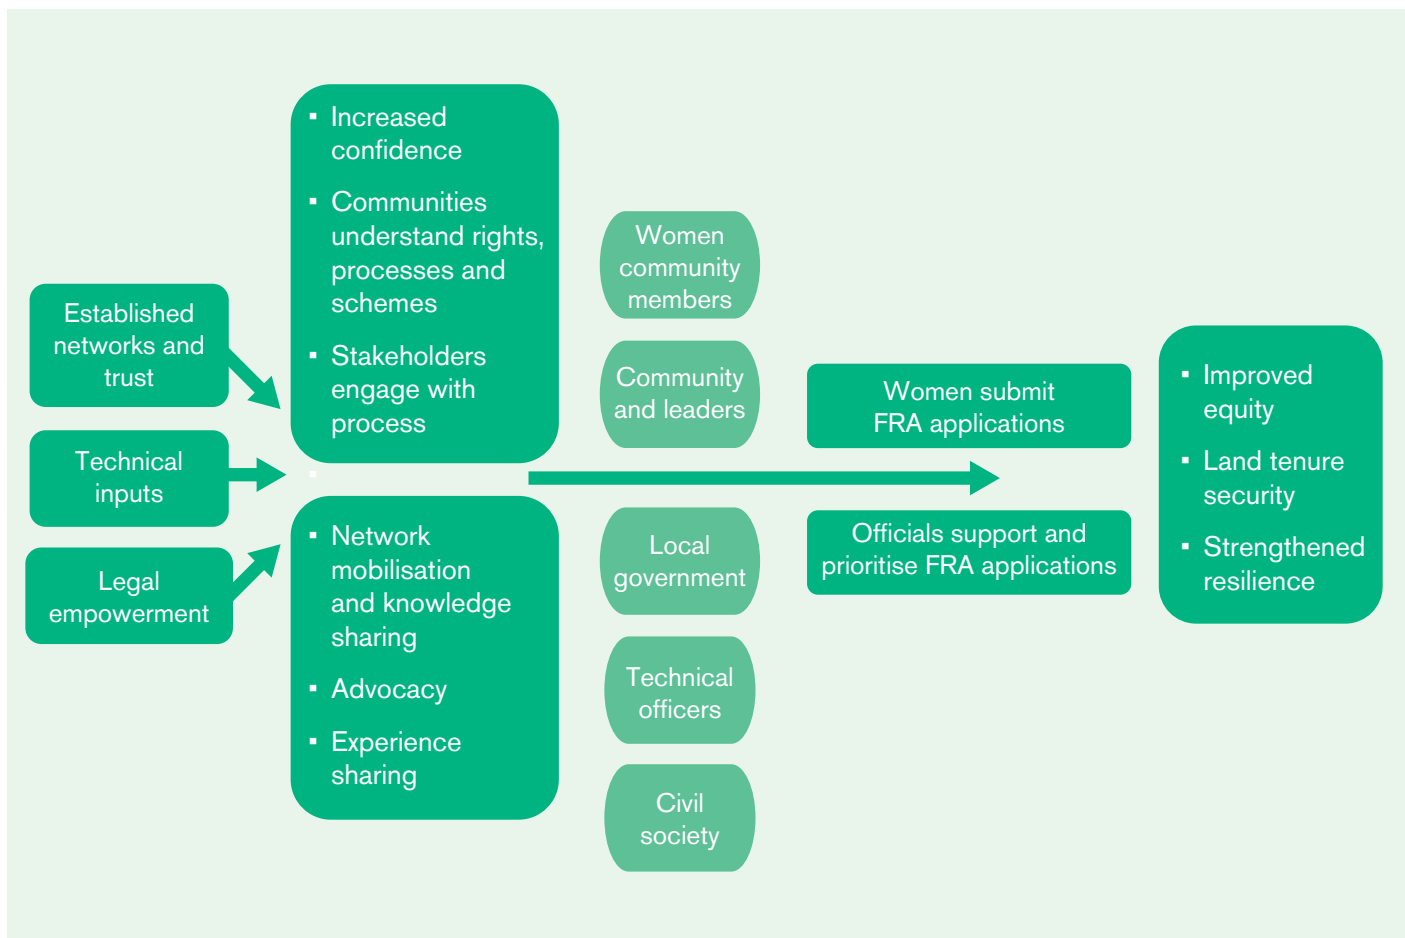 Established
networks and
trust
Technical
inputs
Legal
empowerment
▪ Increased
confidence
▪ Communities
understand rights,
processes and
schemes
▪ Stakeholders
engage with
process
▪ Network
mobilisation
and knowledge
sharing
▪ Advocacy
▪ Experience
sharing
Women
community
members
Community
and leaders
Local
government
Technical
officers
Civil
society
Women submit
FRA applications
Officials support and
prioritise FRA applications
▪ Improved
equity
▪ Land tenure
security
▪ Strengthened
resilience